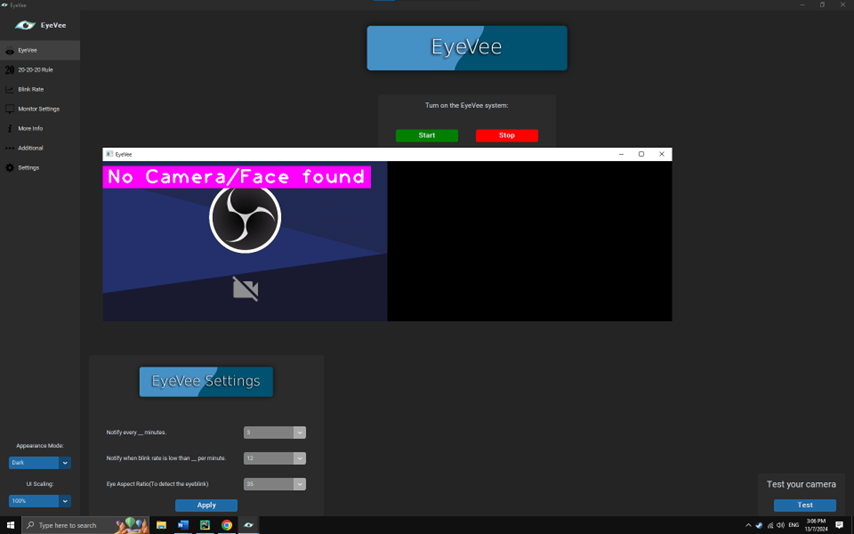 EyeVee
EyeVee
EyeVee
20-20-20 Rule
Blink Rate
Monitor Settings
More Info
Additional
Settings
EyeVee
Turn on the EyeVee system:
Start
Stop
EyeVee
No Camera/Face found
EyeVee Settings
Notify every __ minutes.
5
Notify when blink rate is low than __ per minute.
12
Eye Aspect Ratio(To detect the eyeblink)
35
Apply
Appearance Mode:
Dark
UI Scaling:
100%
Test your camera
Test
Type here to search
ENG
3:06 PM
13/7/2024